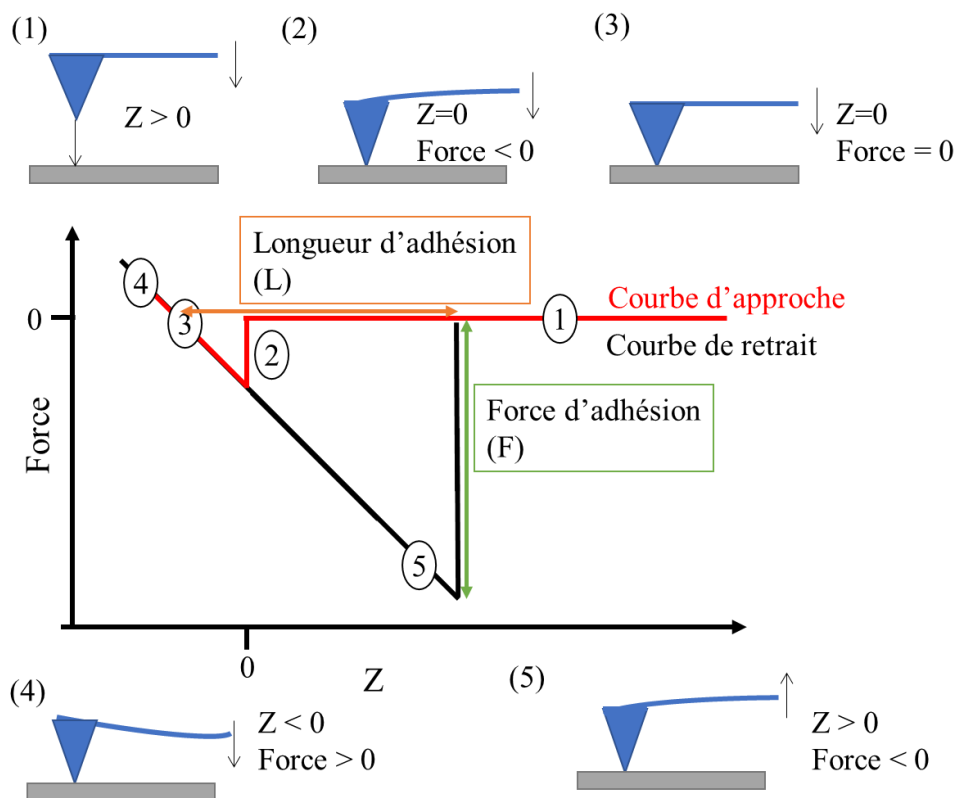 (1)
Z > 0
(2)
Z=0
Force < 0
(3)
Z=0
Force = 0
Longueur d’adhésion
(L)
4
3
2
1
0
Courbe d’approche
Courbe de retrait
Force
Force d’adhésion
(F)
5
0
Z
(4)
Z < 0
Force > 0
(5)
Z > 0
Force < 0